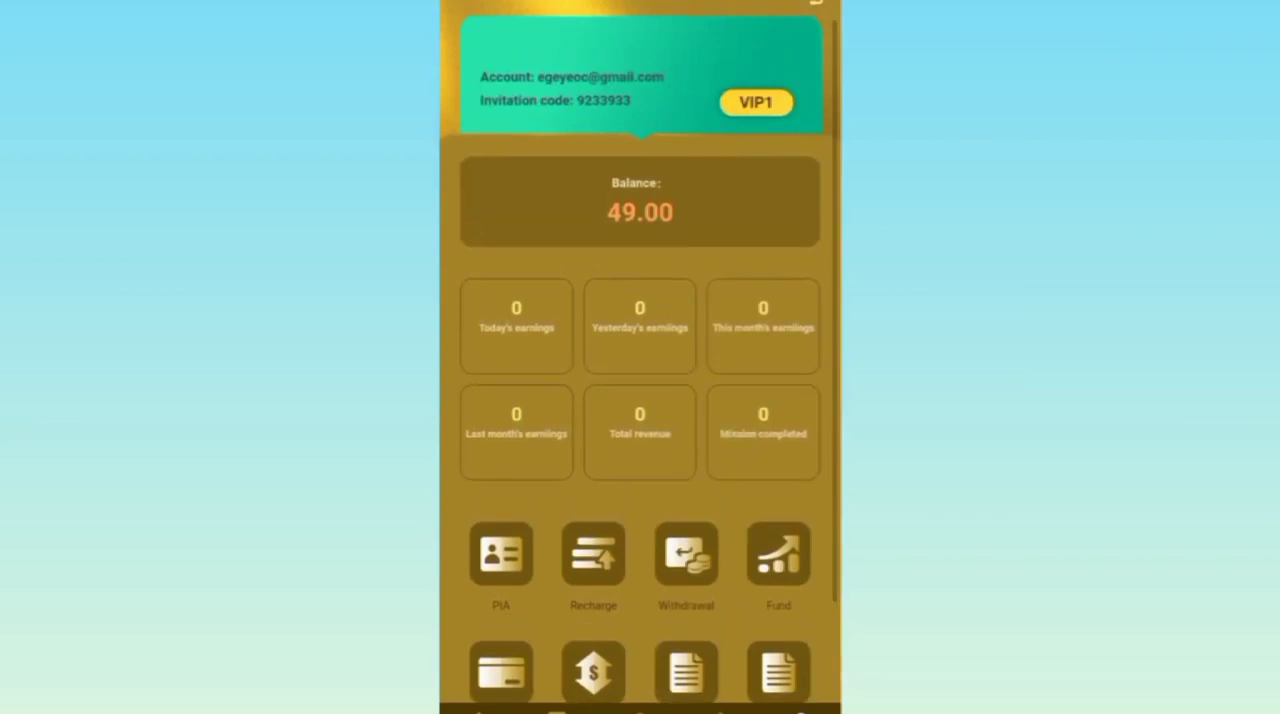 Account: egeyeoc@gmail.com
Invitation code: 9233933
VIP1
Balance:
49.00
0
Today's earnings
0
Yesterday's earnings
0
This month's earnings
0
Last month's earnings
0
Total revenue
0
Mission completed
PIA
Recharge
Withdrawal
Fund
$